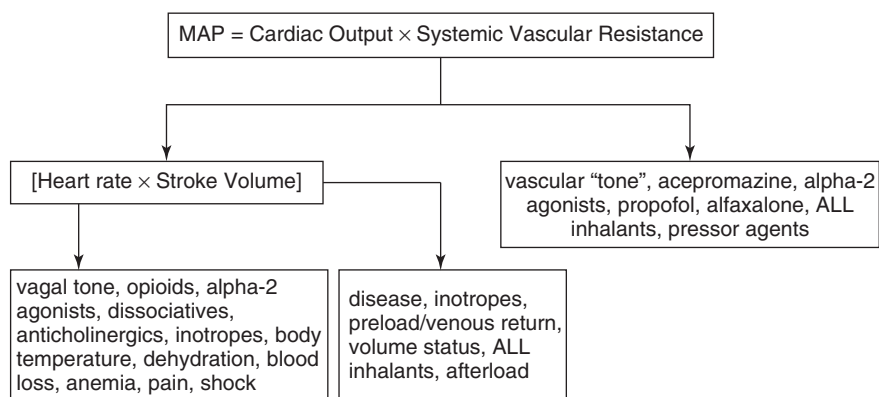 MAP = Cardiac Output × Systemic Vascular Resistance
[Heart rate × Stroke Volume]
vascular “tone”, acepromazine, alpha-2
agonists, propofol, alfaxalone, ALL
inhalants, pressor agents
vagal tone, opioids, alpha-2
agonists, dissociatives,
anticholinergics, inotropes, body
temperature, dehydration, blood
loss, anemia, pain, shock
disease, inotropes,
preload/venous return,
volume status, ALL
inhalants, afterload